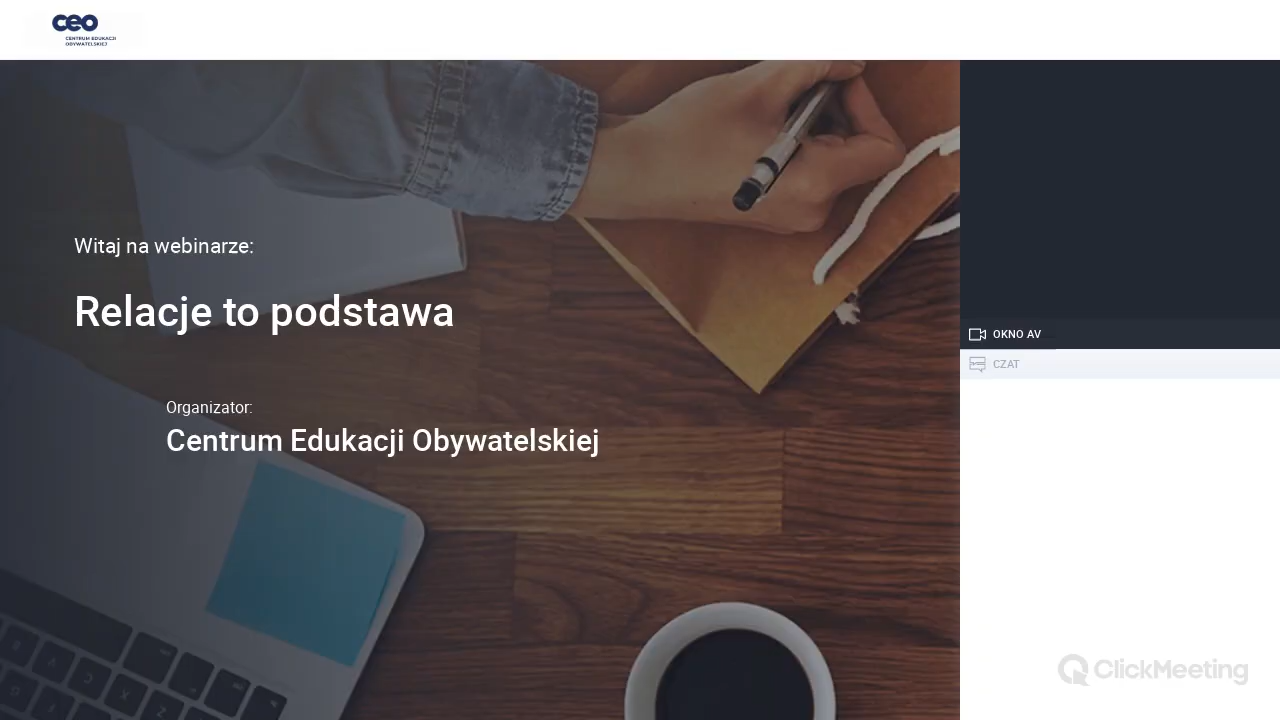 ceo
CENTRUM EDUKACJI
OBYWATELSKIEJ
Witaj na webinarze:
Relacje to podstawa
Organizator:
Centrum Edukacji Obywatelskiej
OKNO AV
CZAT
ClickMeeting